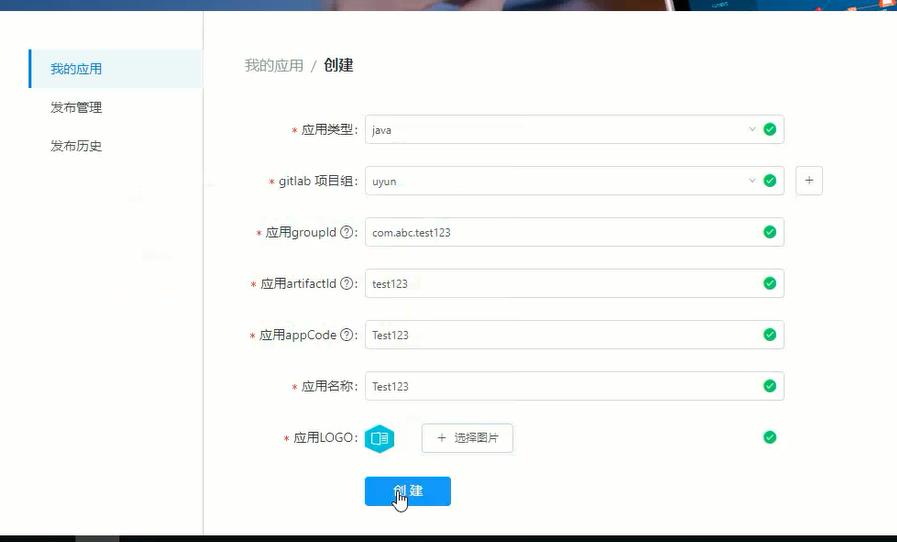 我的应用
发布管理
发布历史
我的应用 / 创建
* 应用类型: java
* gitlab 项目组: uyun +
* 应用groupId ?: com.abc.test123
* 应用artifactId ?: test123
* 应用appCode ?: Test123
* 应用名称: Test123
* 应用LOGO: + 选择图片
创建